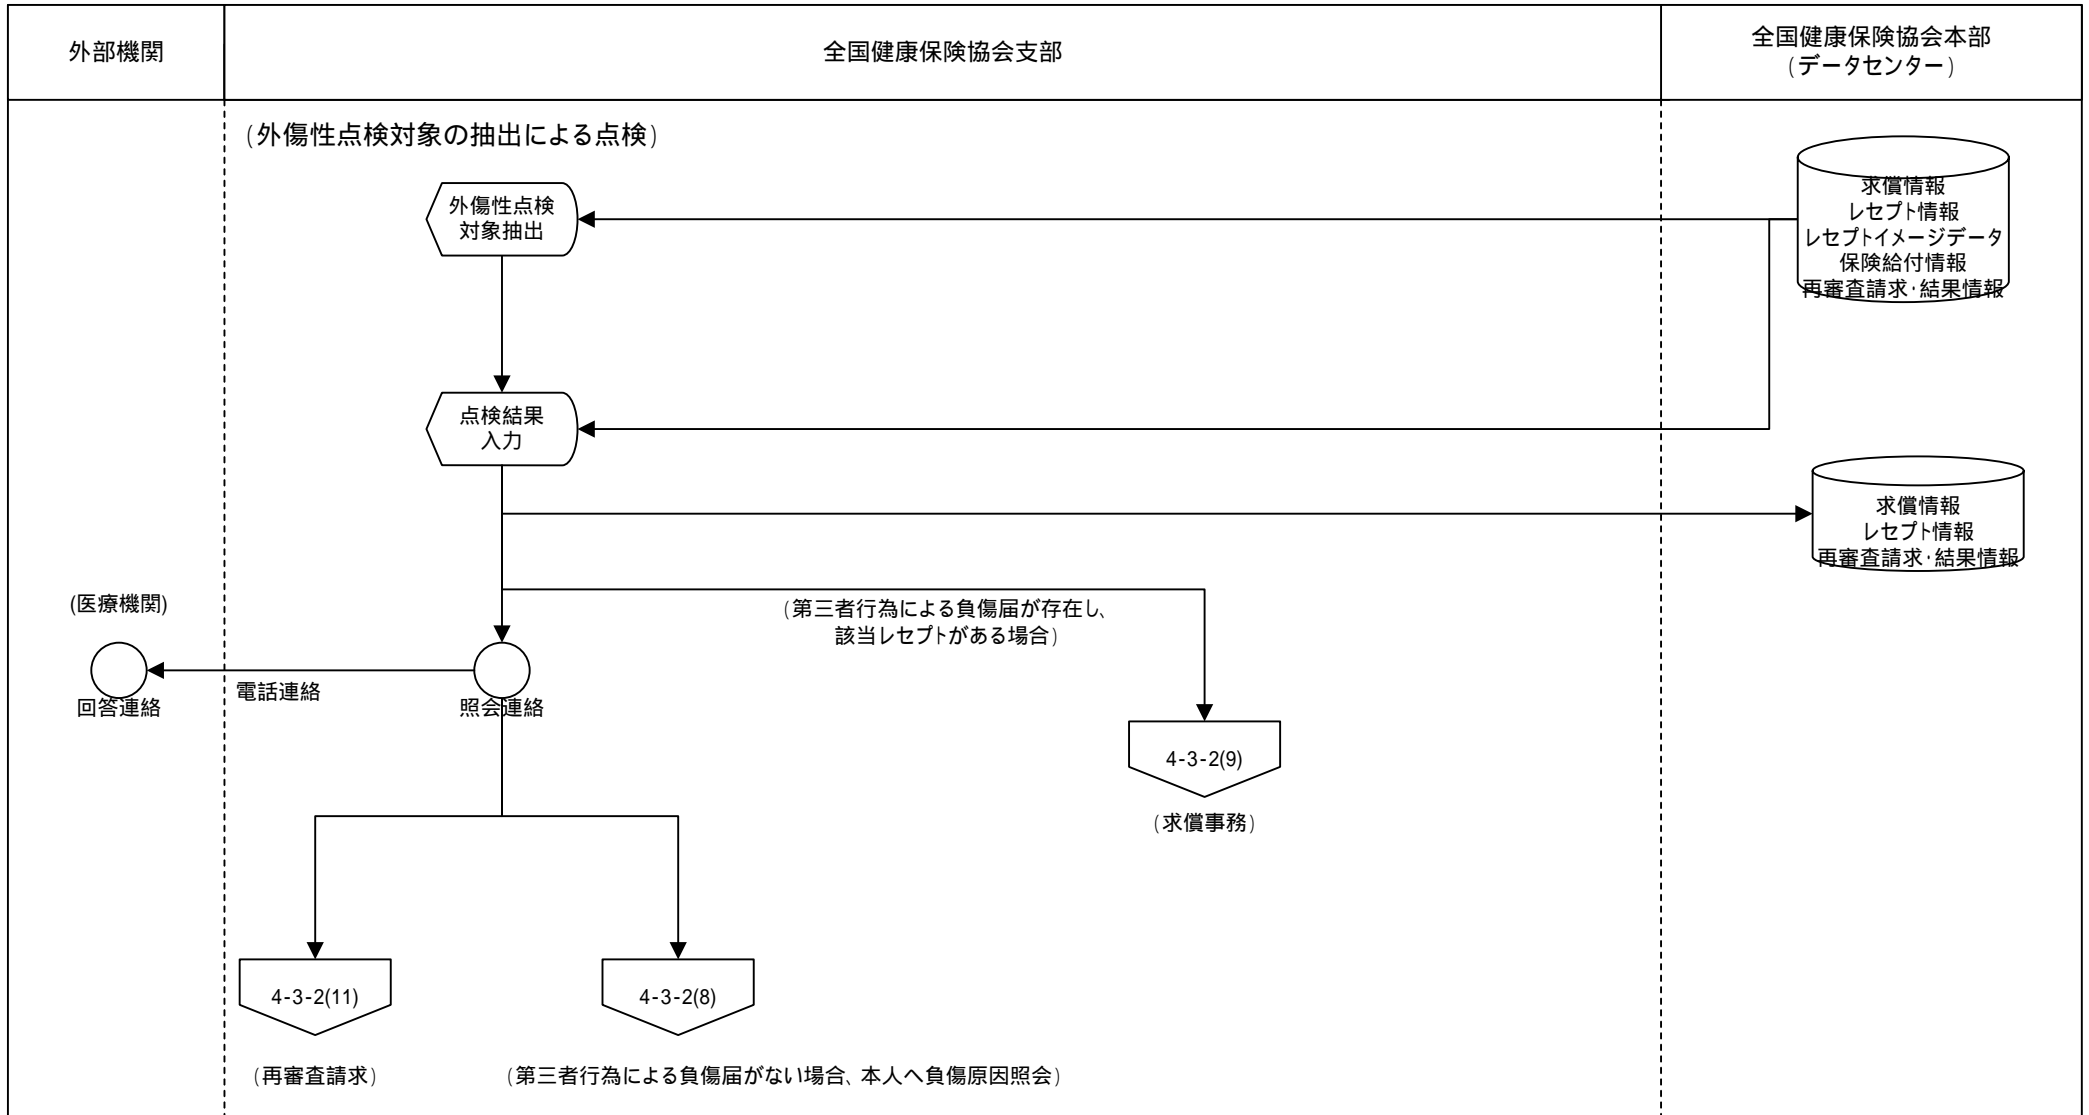 外部機関
全国健康保険協会支部
全国健康保険協会本部
(データセンター)
(外傷性点検対象の抽出による点検)
外傷性点検
対象抽出
求償情報
レセプト情報
レセプトイメージデータ
保険給付情報
再審査請求・結果情報
点検結果
入力
求償情報
レセプト情報
再審査請求・結果情報
(医療機関)
回答連絡
電話連絡
照会連絡
(第三者行為による負傷届が存在し、
該当レセプトがある場合)
4-3-2(9)
(求償事務)
4-3-2(11)
(再審査請求)
4-3-2(8)
(第三者行為による負傷届がない場合、本人へ負傷原因照会)